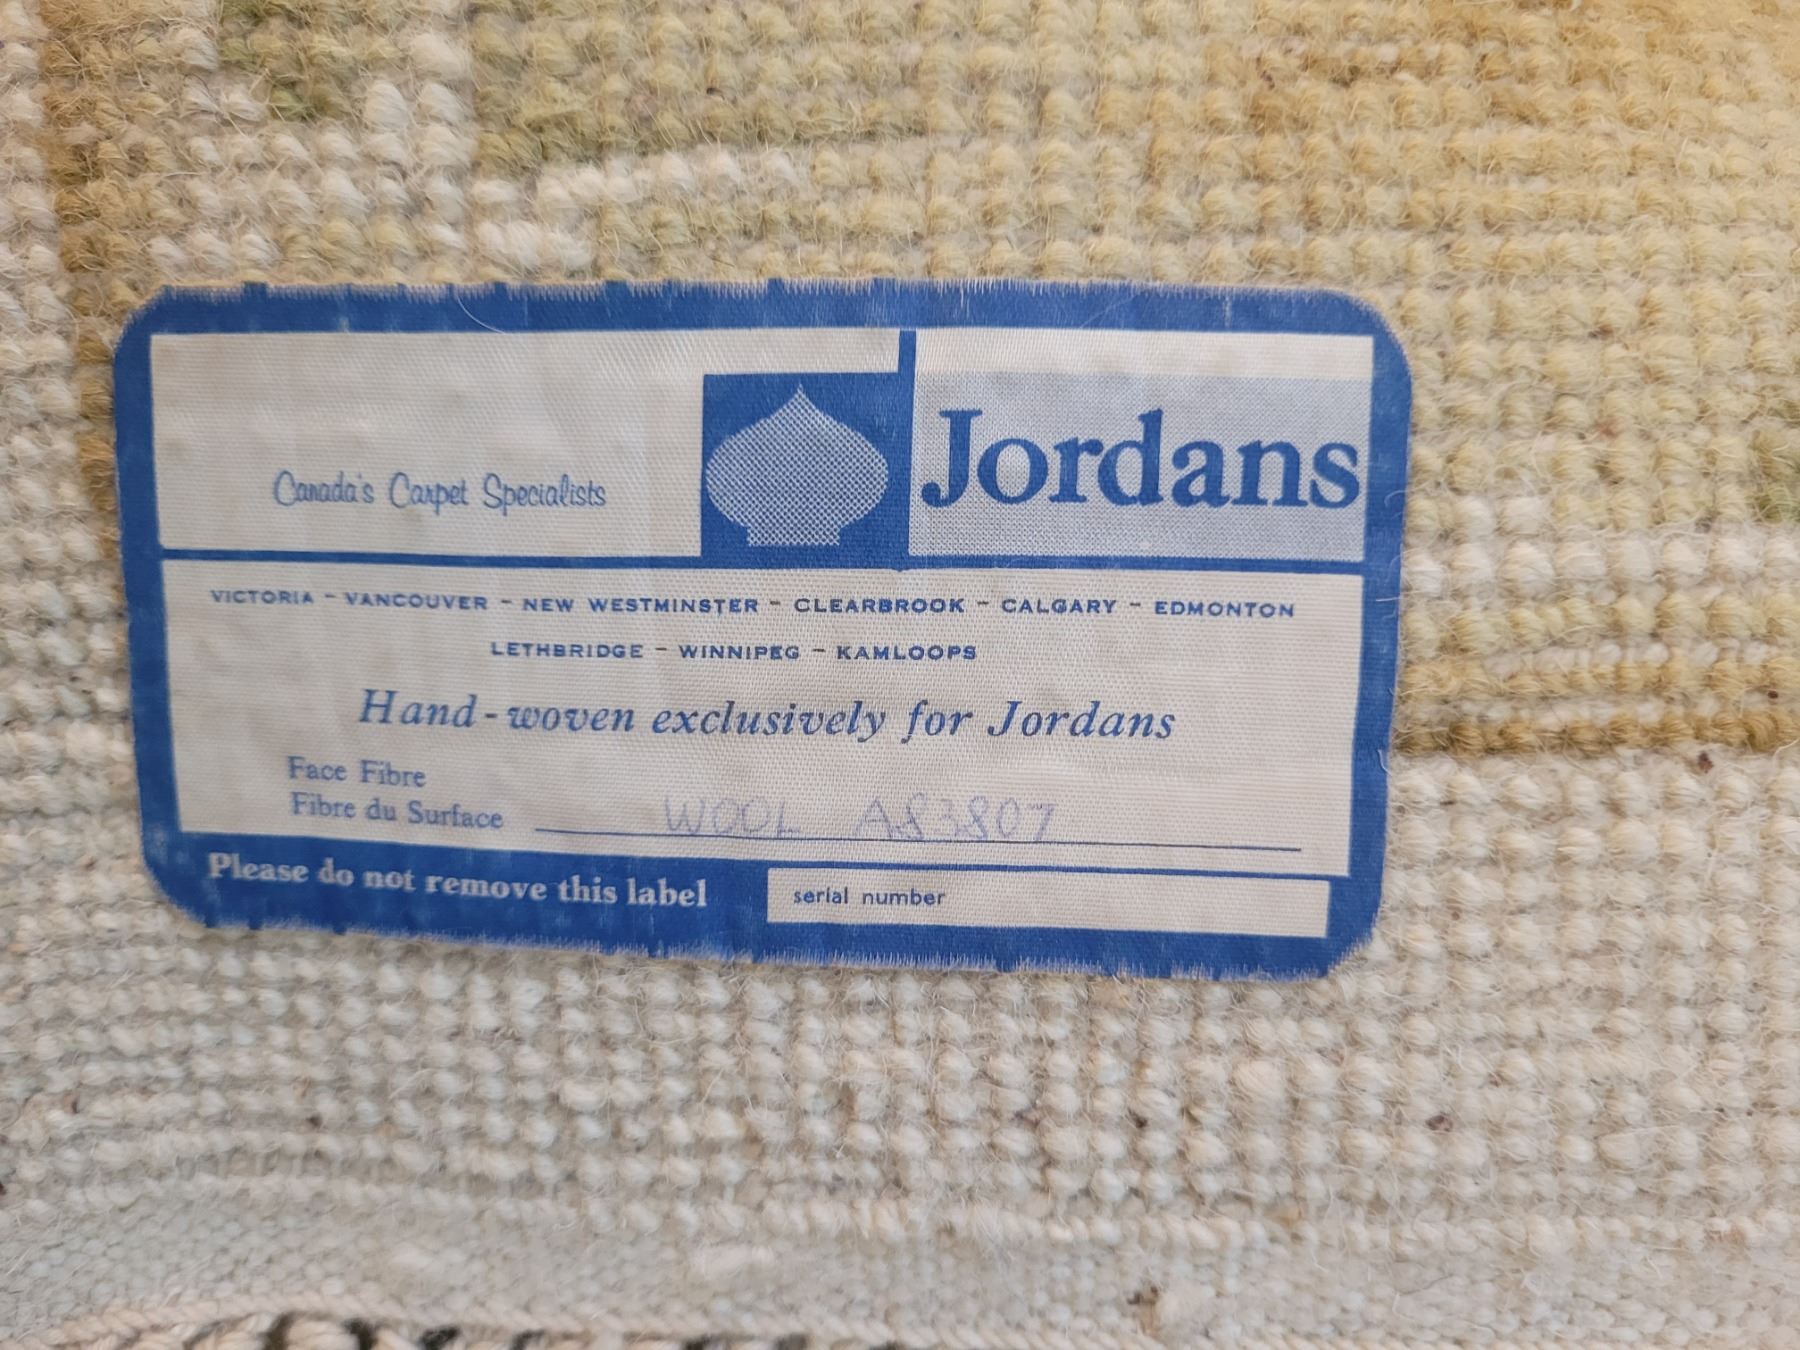 Jordans
Canada's Carpet Specialists
VICTORIA - VANCOUVER - NEW WESTMINSTER - CLEARBROOK - CALGARY - EDMONTON
LETHBRIDGE - WINNIPEG - KAMLOOPS
Hand-woven exclusively for Jordans
Face Fibre
Fibre du Surface WOOL A83807
Please do not remove this label
serial number